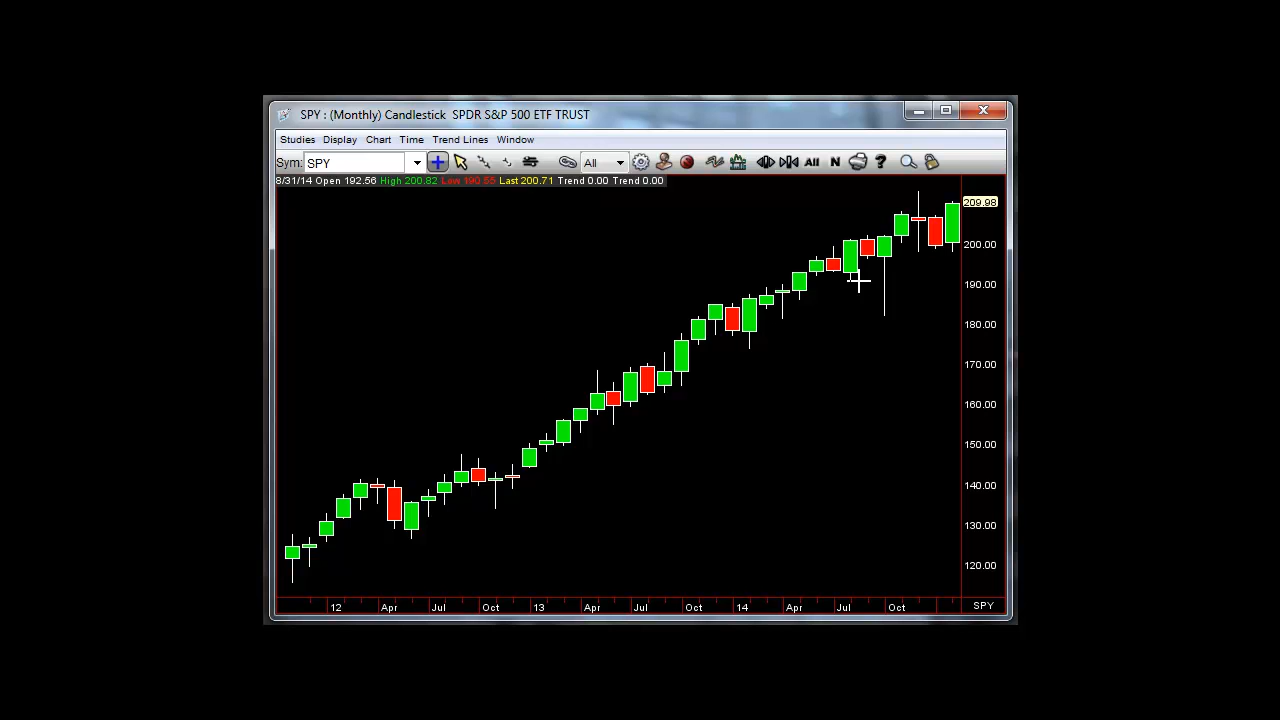 SPY : (Monthly) Candlestick SPDR S&P 500 ETF TRUST
Studies Display Chart Time Trend Lines Window
Sym: SPY All All N ?
8/31/14 Open 192.56 High 200.82 Low 190.55 Last 200.71 Trend 0.00 Trend 0.00
209.98
200.00
190.00
180.00
170.00
160.00
150.00
140.00
130.00
120.00
12 Apr Jul Oct 13 Apr Jul Oct 14 Apr Jul Oct SPY